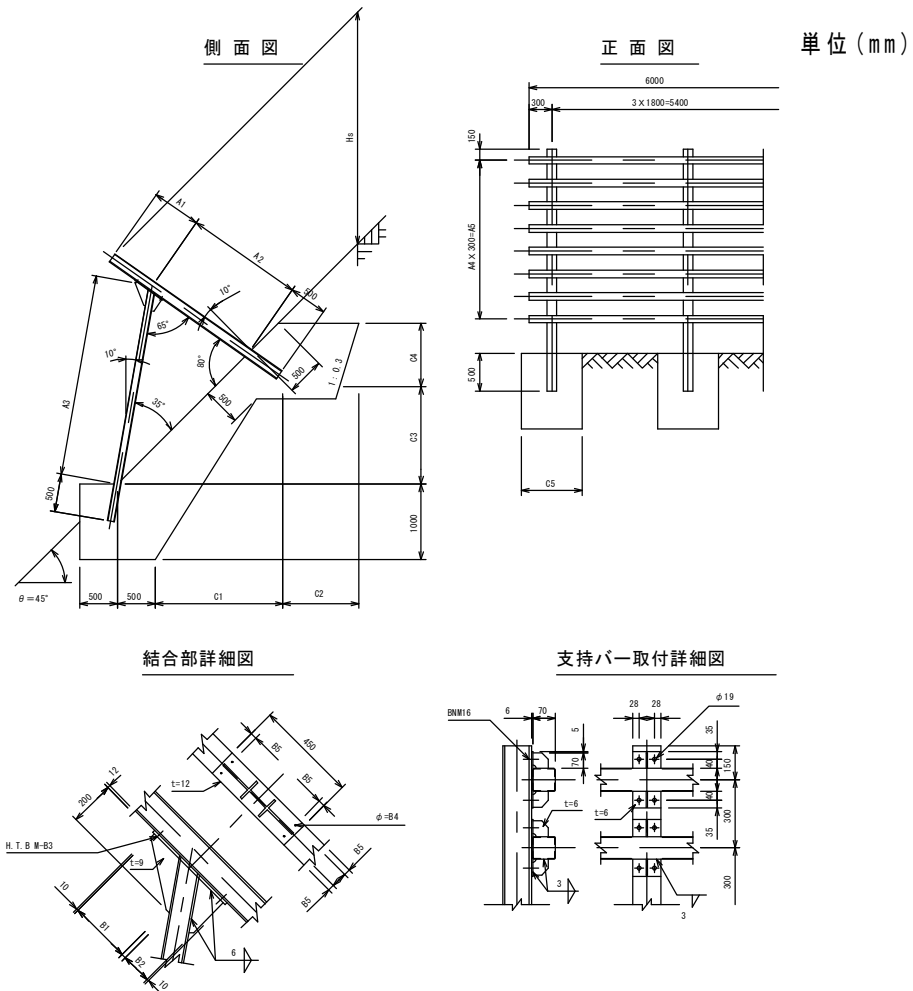 側面図
正面図
単位(mm)
6000
300
3×1800=5400
150
A4×300=A5
500
C5
Hs
A1
A2
500
10°
65°
80°
10°
35°
A3
500
500
500
1:0.3
C4
C3
1000
θ=45°
500
500
C1
C2
結合部詳細図
支持バー取付詳細図
12
200
t=12
H.T.B M-B3
t=9
10
B1
B2
10
6
B5
450
B5
φ=B4
B5
B5
BNM16
6
70
5
70
t=6
3
28
28
φ19
35
40
150
40
t=6
35
300
300
3